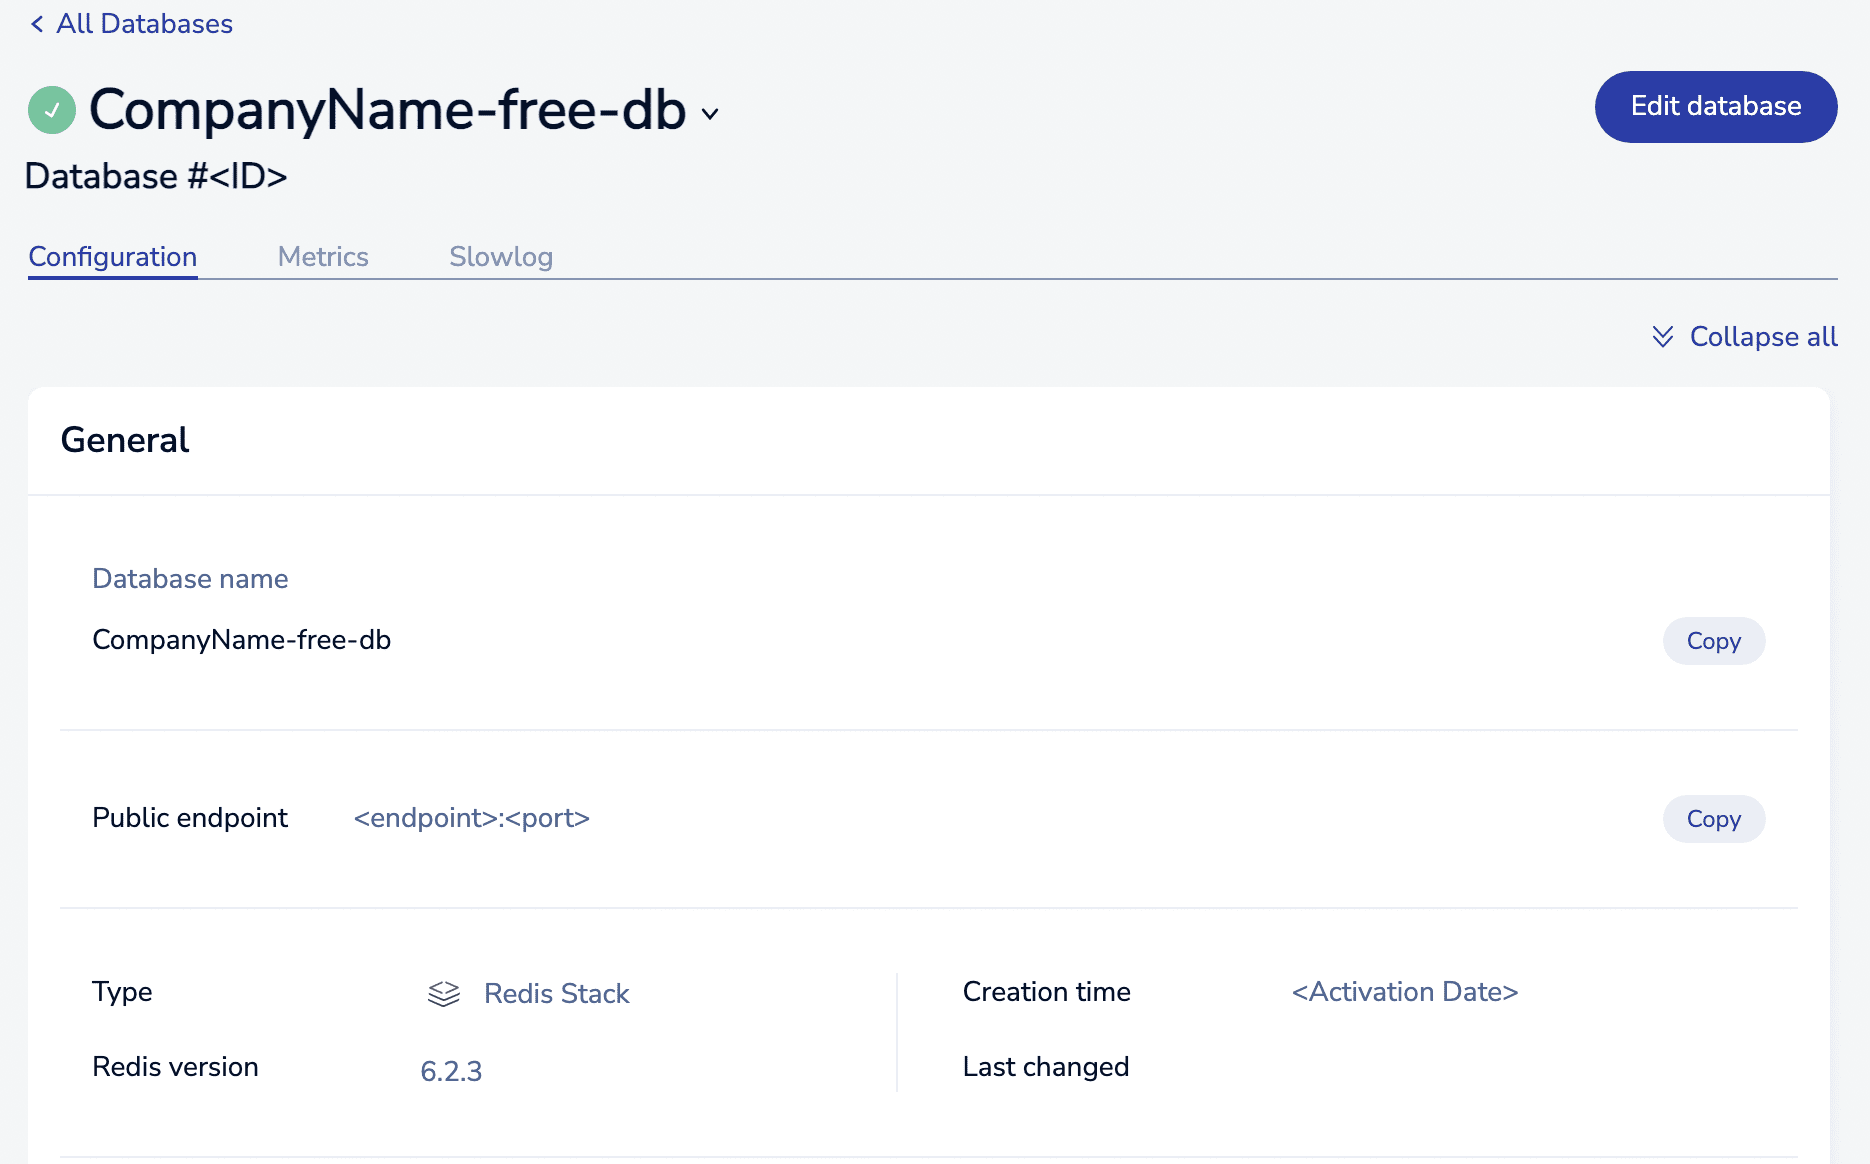 All Databases
CompanyName-free-db
Edit database
Database #<ID>
Configuration Metrics Slowlog
Collapse all
General
Database name
CompanyName-free-db Copy
Public endpoint <endpoint>:<port> Copy
Type Redis Stack Creation time <Activation Date>
Redis version 6.2.3 Last changed